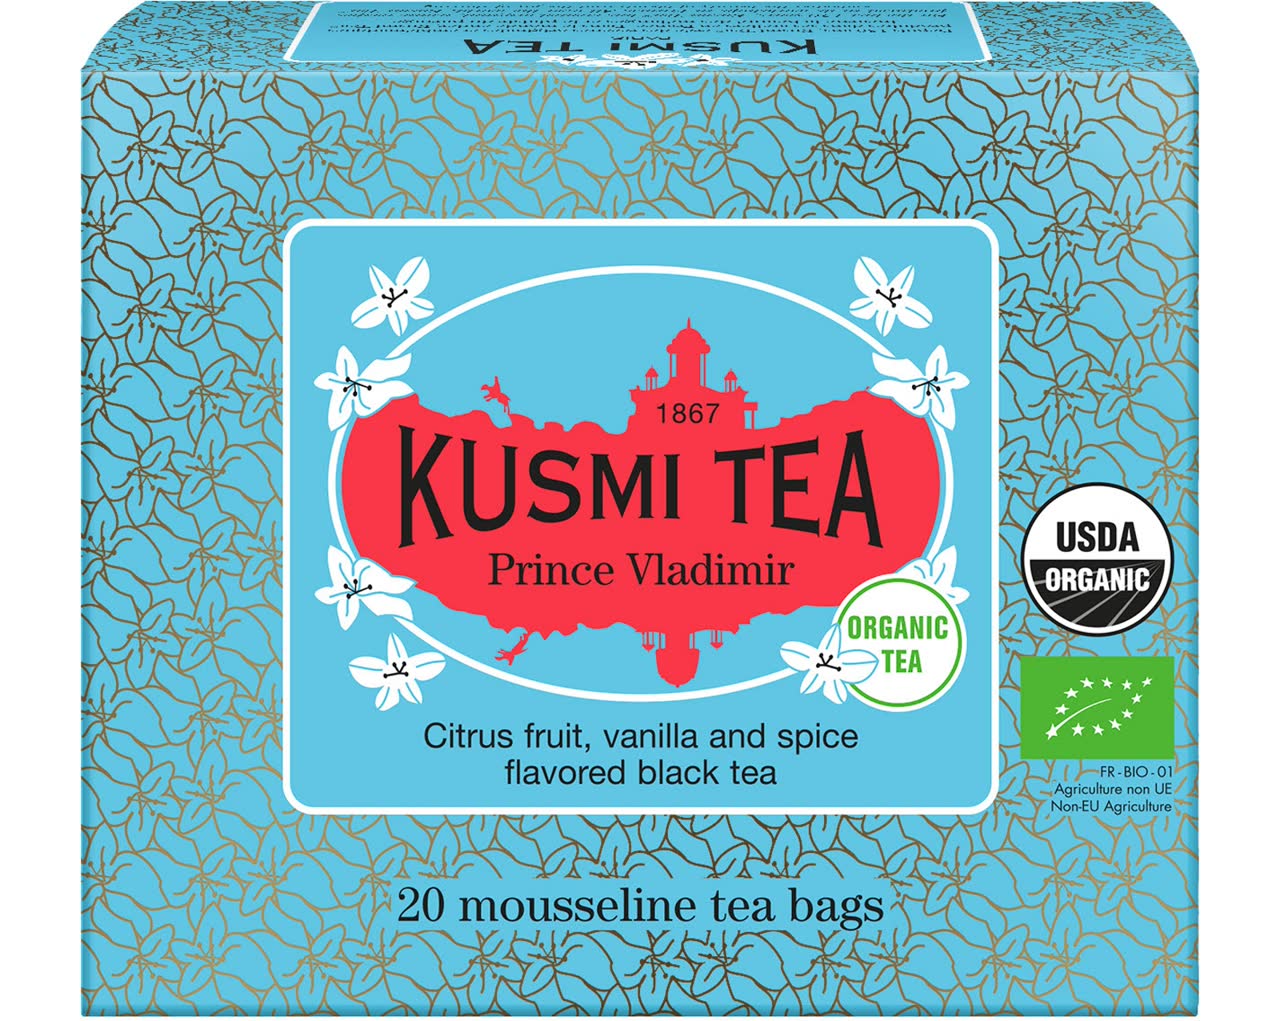 KUSMI TEA
PARIS
1867
KUSMI TEA
Prince Vladimir
ORGANIC
TEA
Citrus fruit, vanilla and spice
flavored black tea
USDA
ORGANIC
FR-BIO-01
Agriculture non UE
Non-EU Agriculture
20 mousseline tea bags